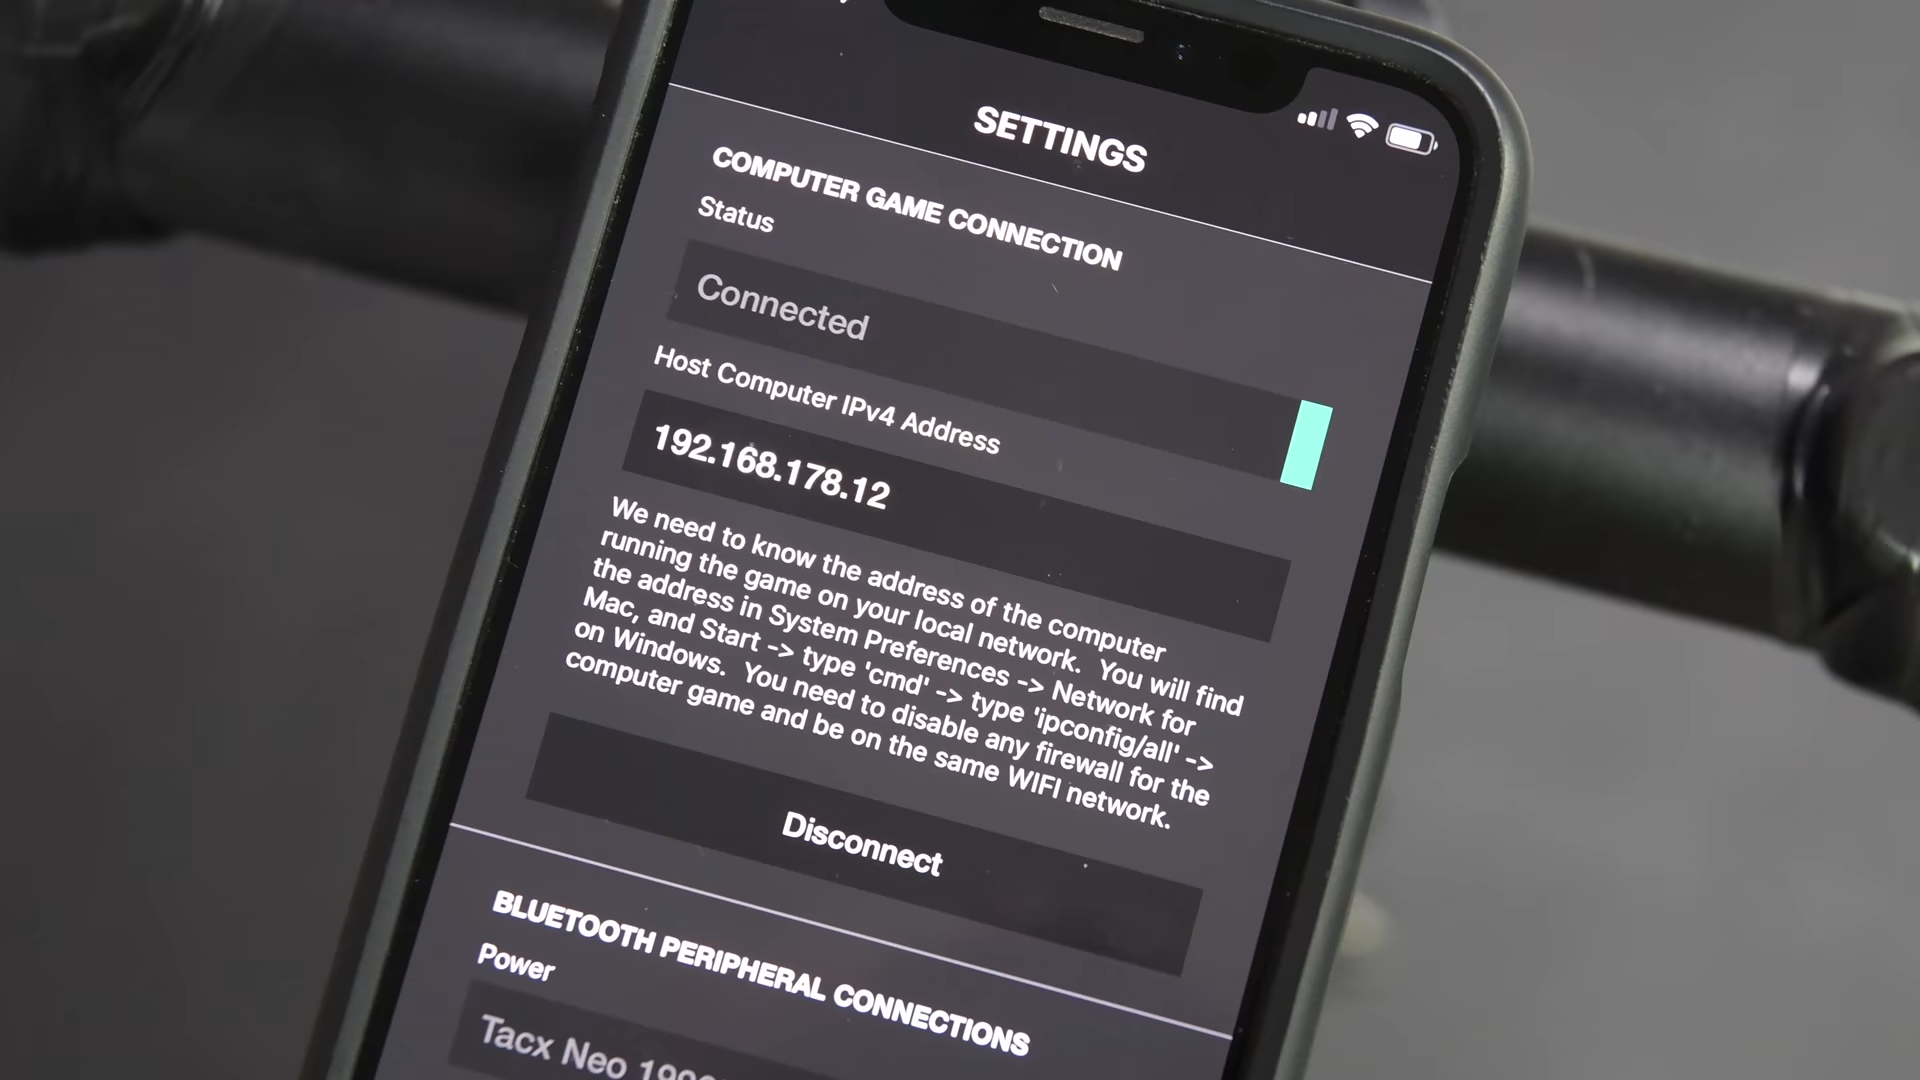 SETTINGS
COMPUTER GAME CONNECTION
Status
Connected
Host Computer IPv4 Address
192.168.178.12
We need to know the address of the computer
running the game on your local network.  You will find
the address in System Preferences -> Network for
Mac, and Start -> type 'cmd' -> type 'ipconfig/all' ->
on Windows.  You need to disable any firewall for the
computer game and be on the same WIFI network.
Disconnect
BLUETOOTH PERIPHERAL CONNECTIONS
Power
Tacx Neo